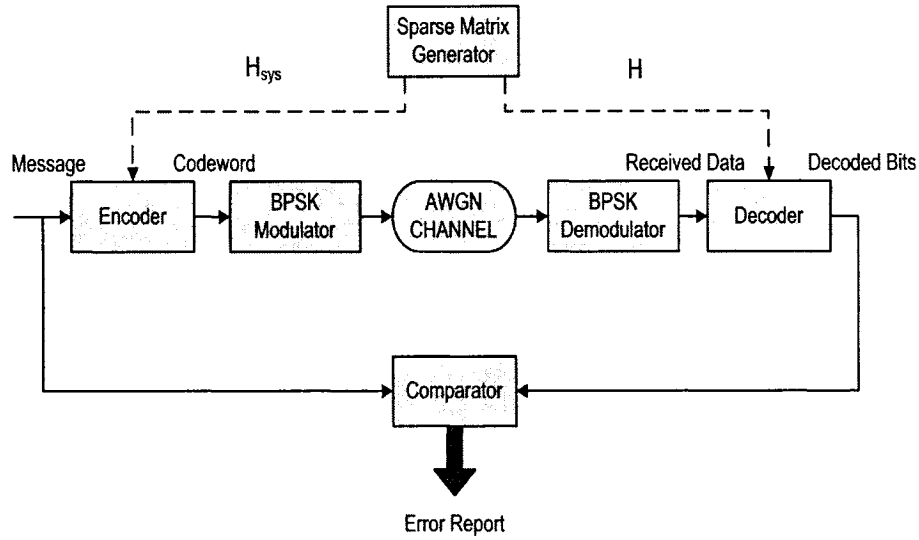 Sparse Matrix
Generator
H_sys
H
Message
Codeword
Received Data
Decoded Bits
Encoder
BPSK
Modulator
AWGN
CHANNEL
BPSK
Demodulator
Decoder
Comparator
Error Report